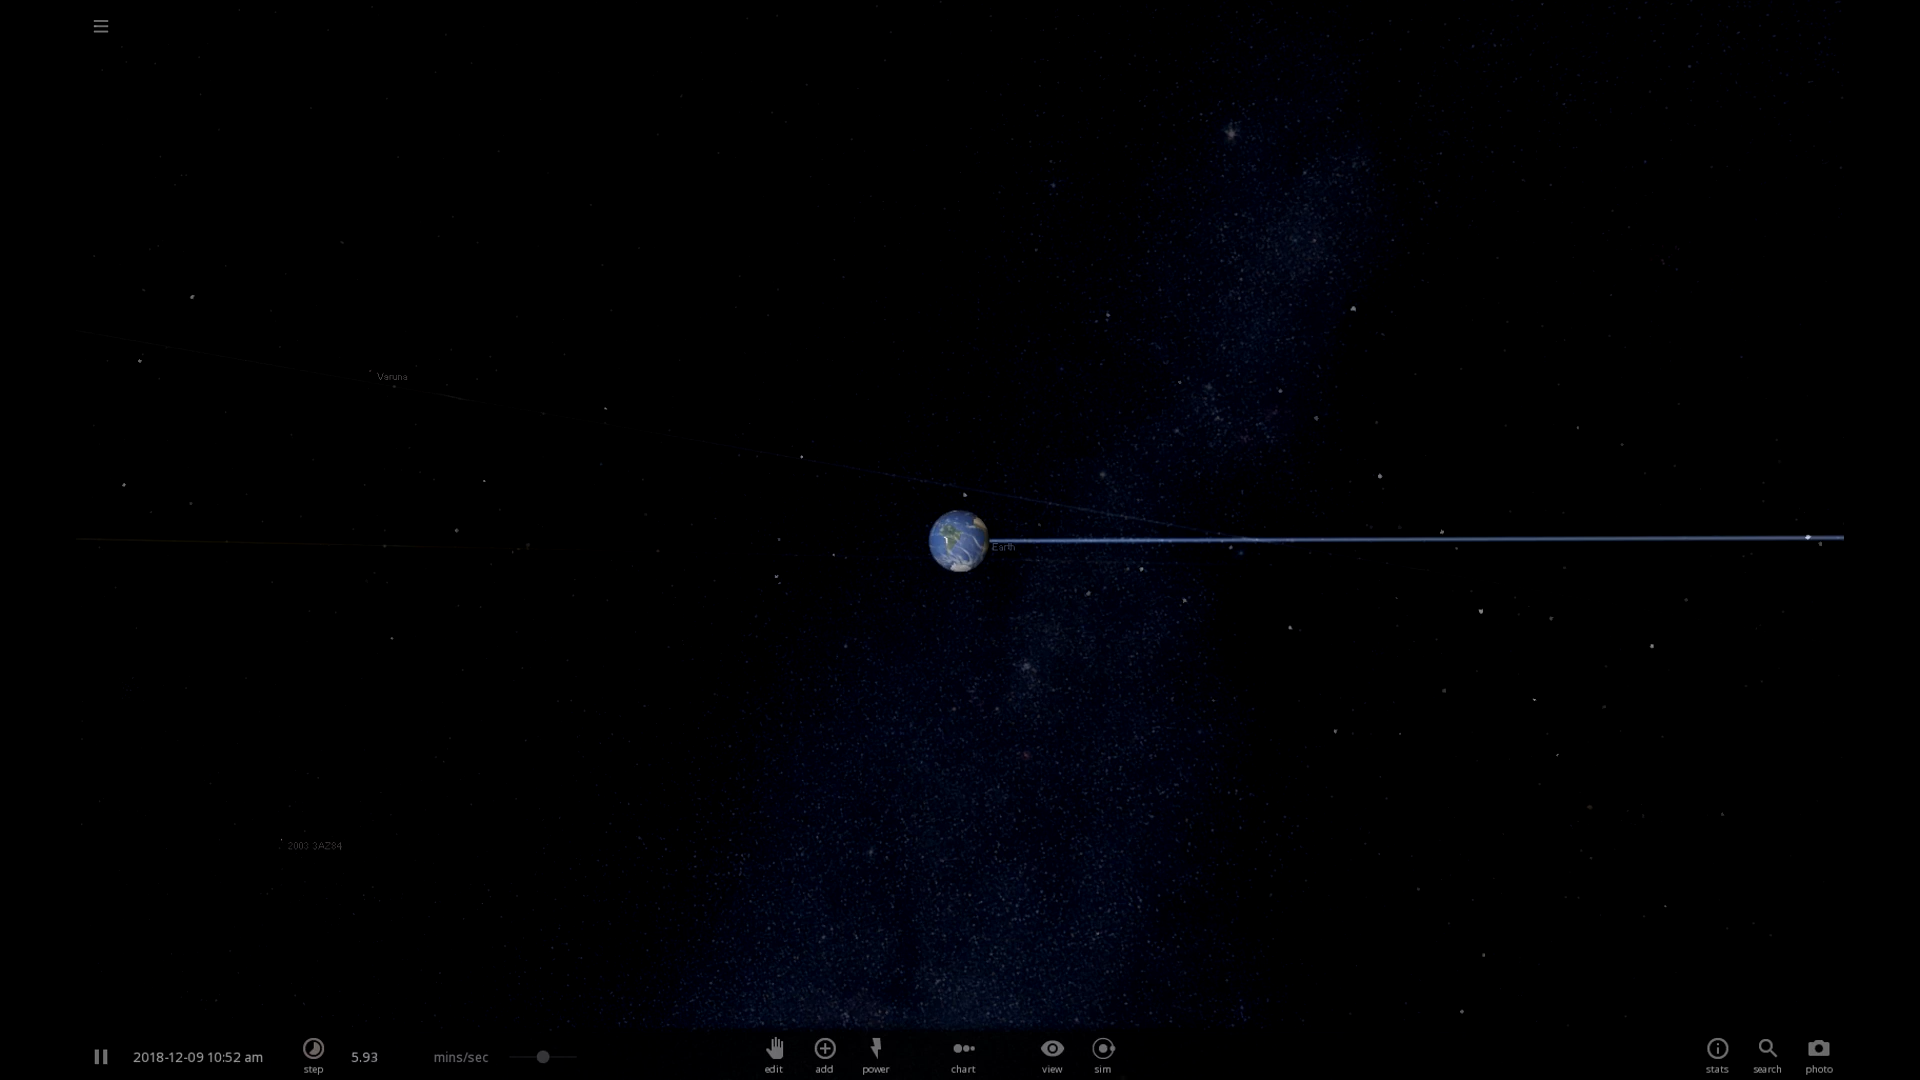 Varuna
Earth
2003 3AZ84
2018-12-09 10:52 am
step
5.93
mins/sec
edit
add
power
chart
view
sim
stats
search
photo